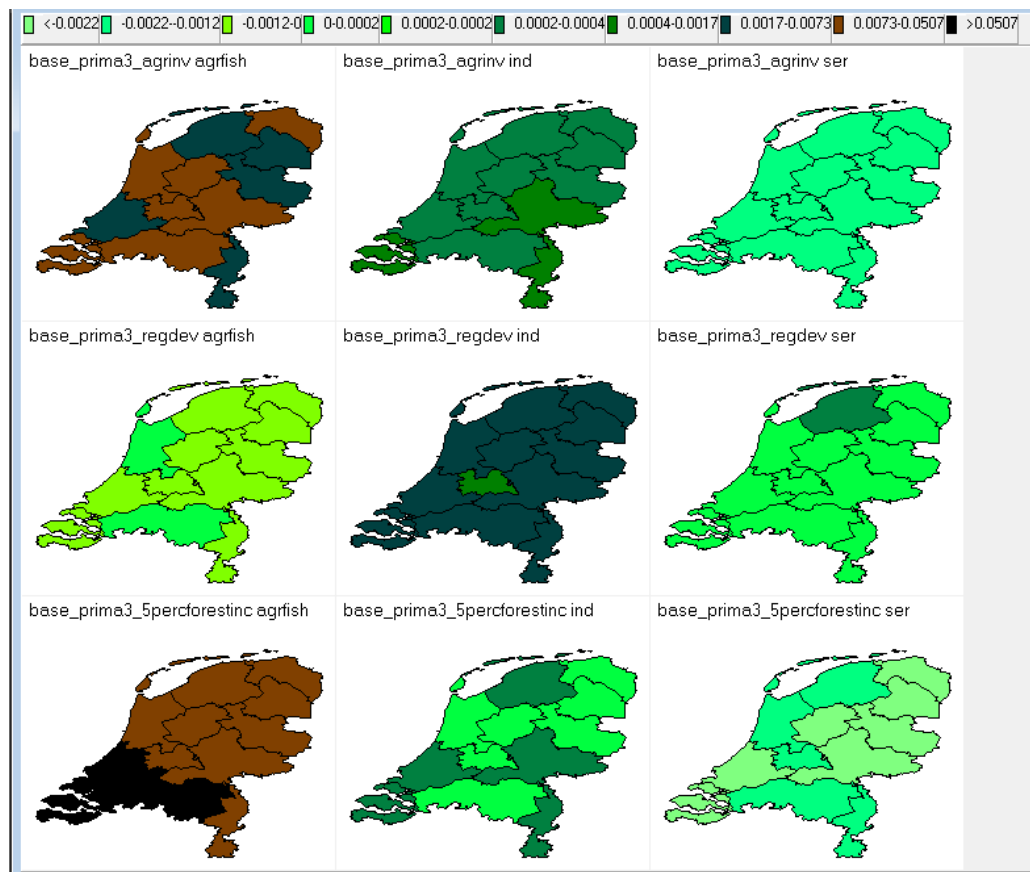 <-0.0022 -0.0022--0.0012 -0.0012-0 0-0.0002 0.0002-0.0002 0.0002-0.0004 0.0004-0.0017 0.0017-0.0073 0.0073-0.0507 >0.0507
base_prima3_agrinv agrfish base_prima3_agrinv ind base_prima3_agrinv ser
base_prima3_regdev agrfish base_prima3_regdev ind base_prima3_regdev ser
base_prima3_5percforestinc agrfish base_prima3_5percforestinc ind base_prima3_5percforestinc ser